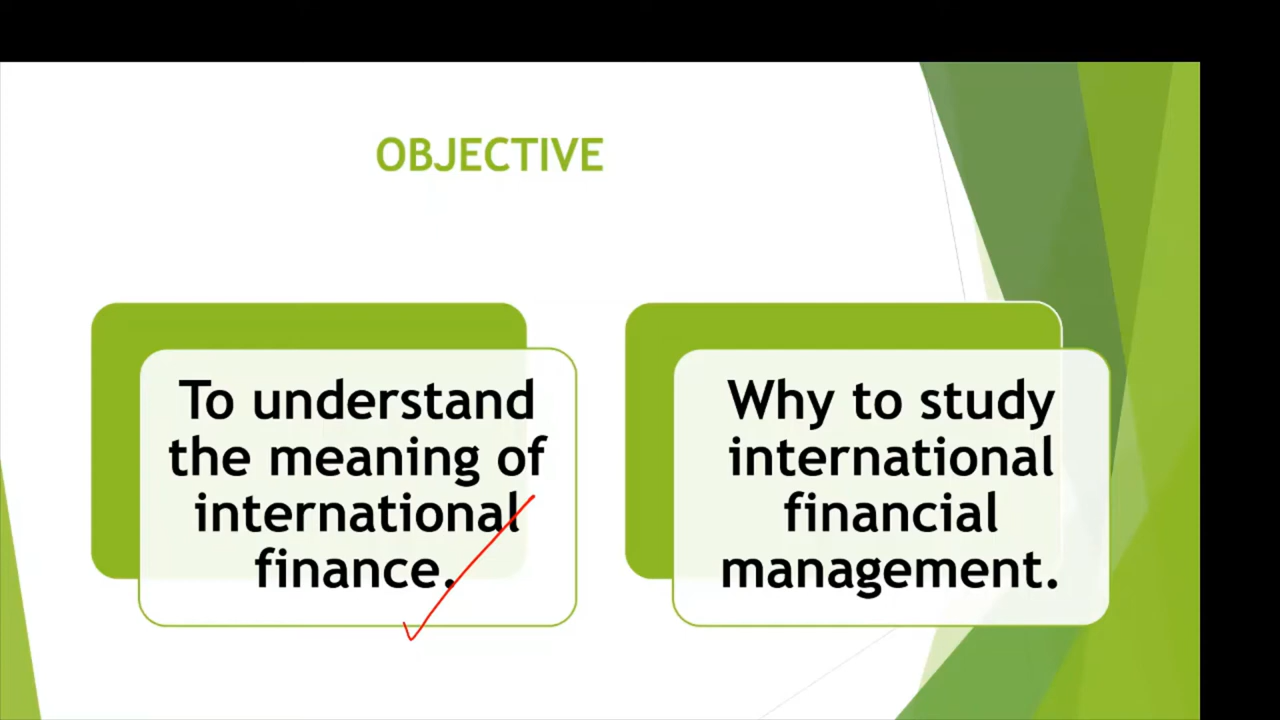 OBJECTIVE
To understand
the meaning of
international
finance.
Why to study
international
financial
management.